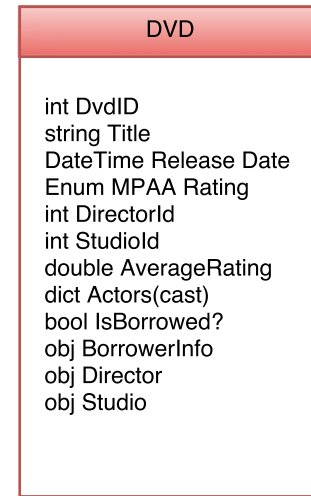 DVD
int DvdID
string Title
DateTime Release Date
Enum MPAA Rating
int DirectorId
int StudioId
double AverageRating
dict Actors(cast)
bool IsBorrowed?
obj BorrowerInfo
obj Director
obj Studio